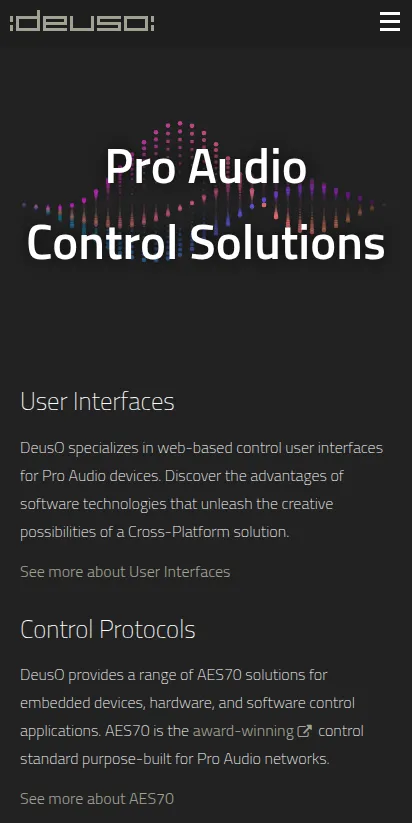 :deuso:
Pro Audio
Control Solutions
User Interfaces
DeusO specializes in web-based control user interfaces
for Pro Audio devices. Discover the advantages of
software technologies that unleash the creative
possibilities of a Cross-Platform solution.
See more about User Interfaces
Control Protocols
DeusO provides a range of AES70 solutions for
embedded devices, hardware, and software control
applications. AES70 is the award-winning control
standard purpose-built for Pro Audio networks.
See more about AES70